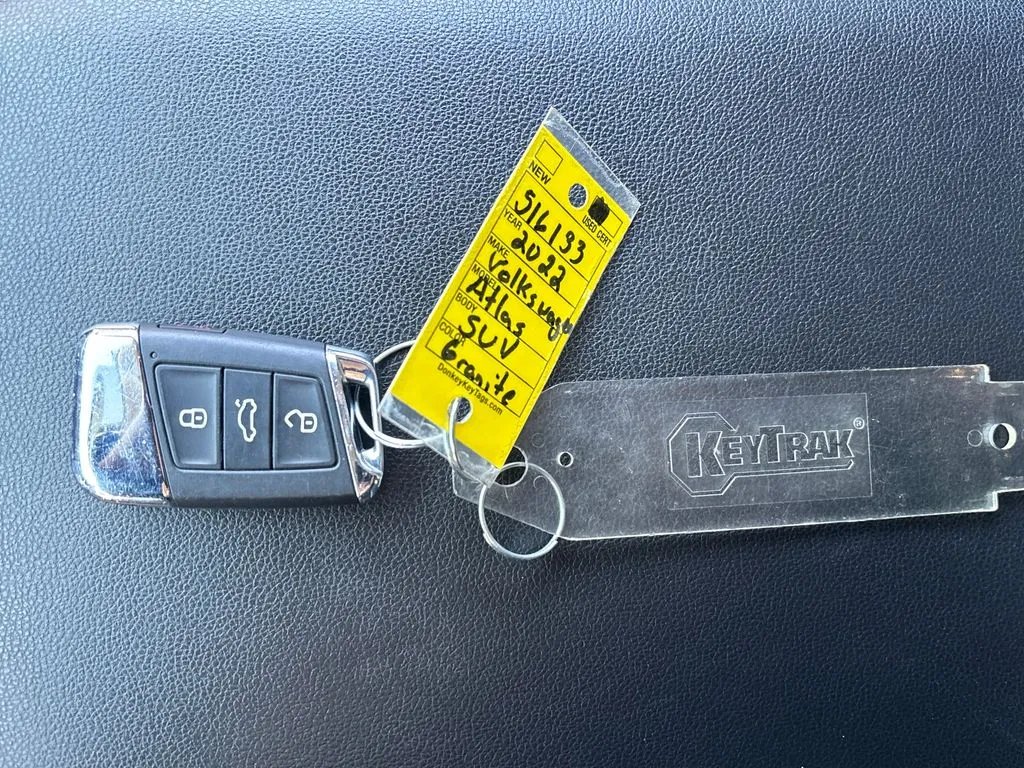 NEW
USED CERT
516133
YEAR
2022
MAKE
Volkswagen
MODEL
Atlas
BODY
SUV
COLOR
Granite
DonkeyKeyTags.com
KEYTRAK®